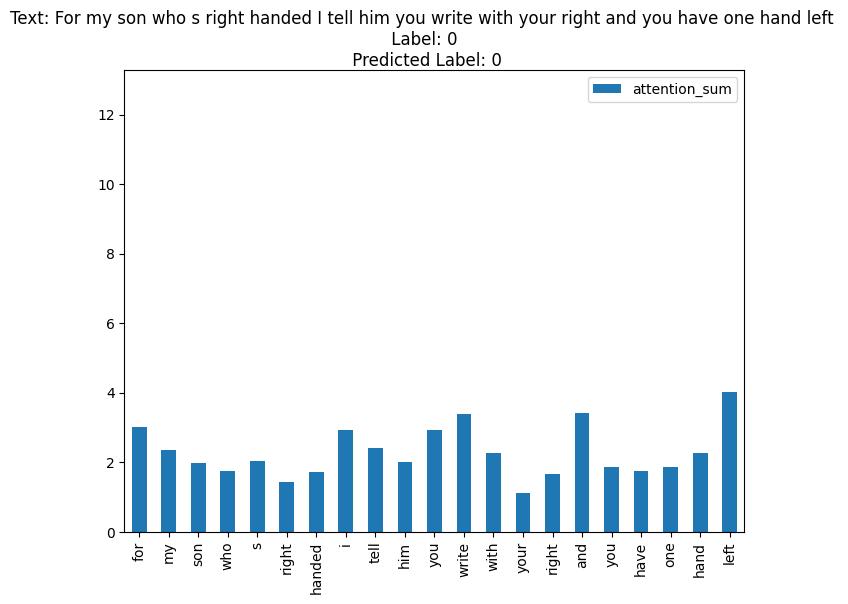 Text: For my son who s right handed I tell him you write with your right and you have one hand left
Label: 0
Predicted Label: 0
attention_sum
12
10
8
6
4
2
0
for
my
son
who
s
right
handed
i
tell
him
you
write
with
your
right
and
you
have
one
hand
left